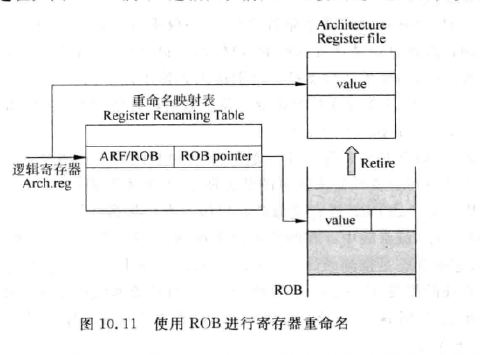 Architecture
Register file
value
重命名映射表
Register Renaming Table
ARF/ROB
ROB pointer
逻辑寄存器
Arch.reg
Retire
value
ROB
图 10.11 使用 ROB 进行寄存器重命名